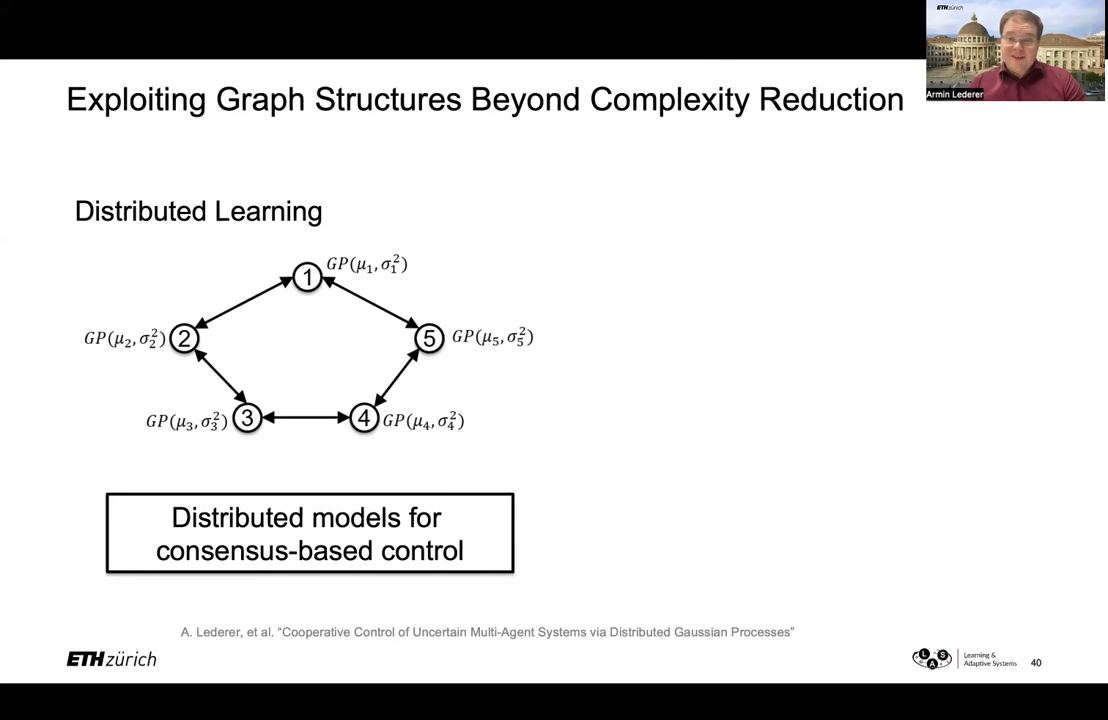 ETHzürich
Armin Lederer
Exploiting Graph Structures Beyond Complexity Reduction
Distributed Learning
1 GP(μ₁, σ₁²)
GP(μ₂, σ₂²) 2
5 GP(μ₅, σ₅²)
GP(μ₃, σ₃²) 3
4 GP(μ₄, σ₄²)
Distributed models for
consensus-based control
A. Lederer, et al. “Cooperative Control of Uncertain Multi-Agent Systems via Distributed Gaussian Processes”
ETHzürich
L A S
Learning &
Adaptive Systems
40